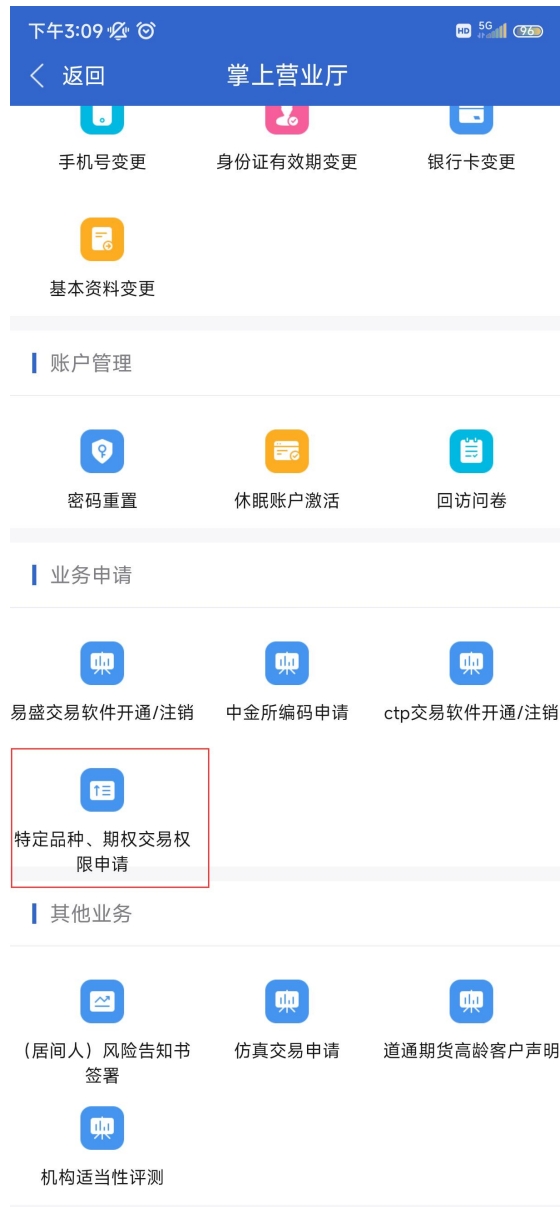 下午3:09
HD 5G 96
返回 掌上营业厅
手机号变更 身份证有效期变更 银行卡变更
基本资料变更
账户管理
密码重置 休眠账户激活 回访问卷
业务申请
易盛交易软件开通/注销 中金所编码申请 ctp交易软件开通/注销
特定品种、期权交易权
限申请
其他业务
(居间人)风险告知书
签署
仿真交易申请 道通期货高龄客户声明
机构适当性评测